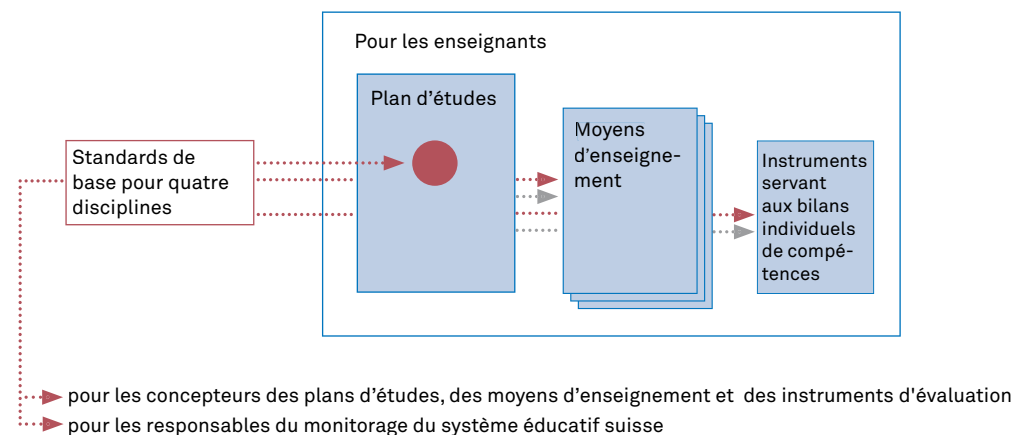 Pour les enseignants
Plan d'études
Standards de
base pour quatre
disciplines
Moyens
d'enseigne-
ment
Instruments
servant
aux bilans
individuels
de compé-
tences
pour les concepteurs des plans d'études, des moyens d'enseignement et  des instruments d'évaluation
pour les responsables du monitorage du système éducatif suisse